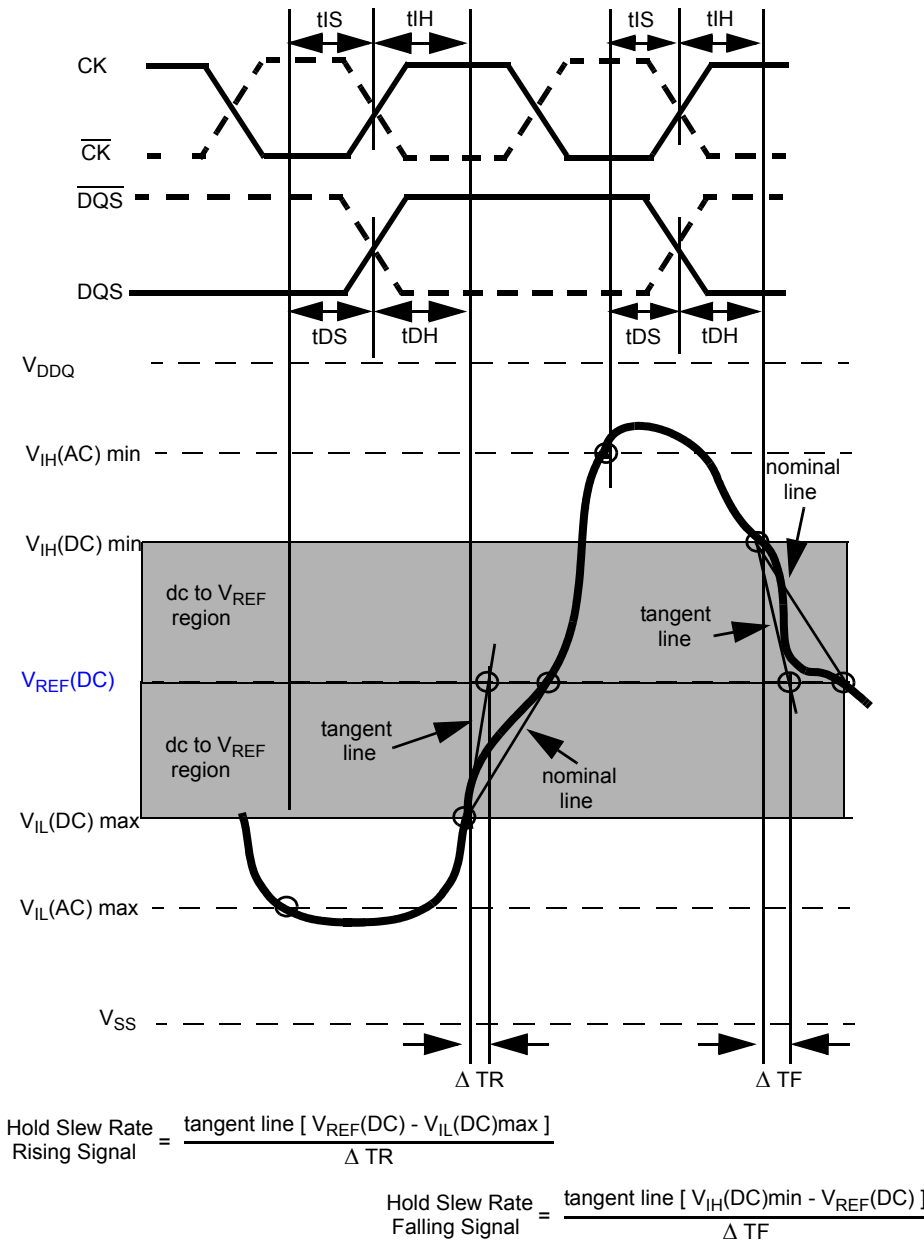 tIS tIH tIS tIH
CK
C̅K̅
D̅Q̅S̅
DQS
tDS tDH tDS tDH
VDDQ
VIH(AC) min
nominal
line
VIH(DC) min
dc to VREF
region
tangent
line
VREF(DC)
tangent
line
dc to VREF
region
nominal
line
VIL(DC) max
VIL(AC) max
VSS
Δ TR Δ TF
Hold Slew Rate
Rising Signal
=
tangent line [ VREF(DC) - VIL(DC)max ]
Δ TR
Hold Slew Rate
Falling Signal
=
tangent line [ VIH(DC)min - VREF(DC) ]
Δ TF